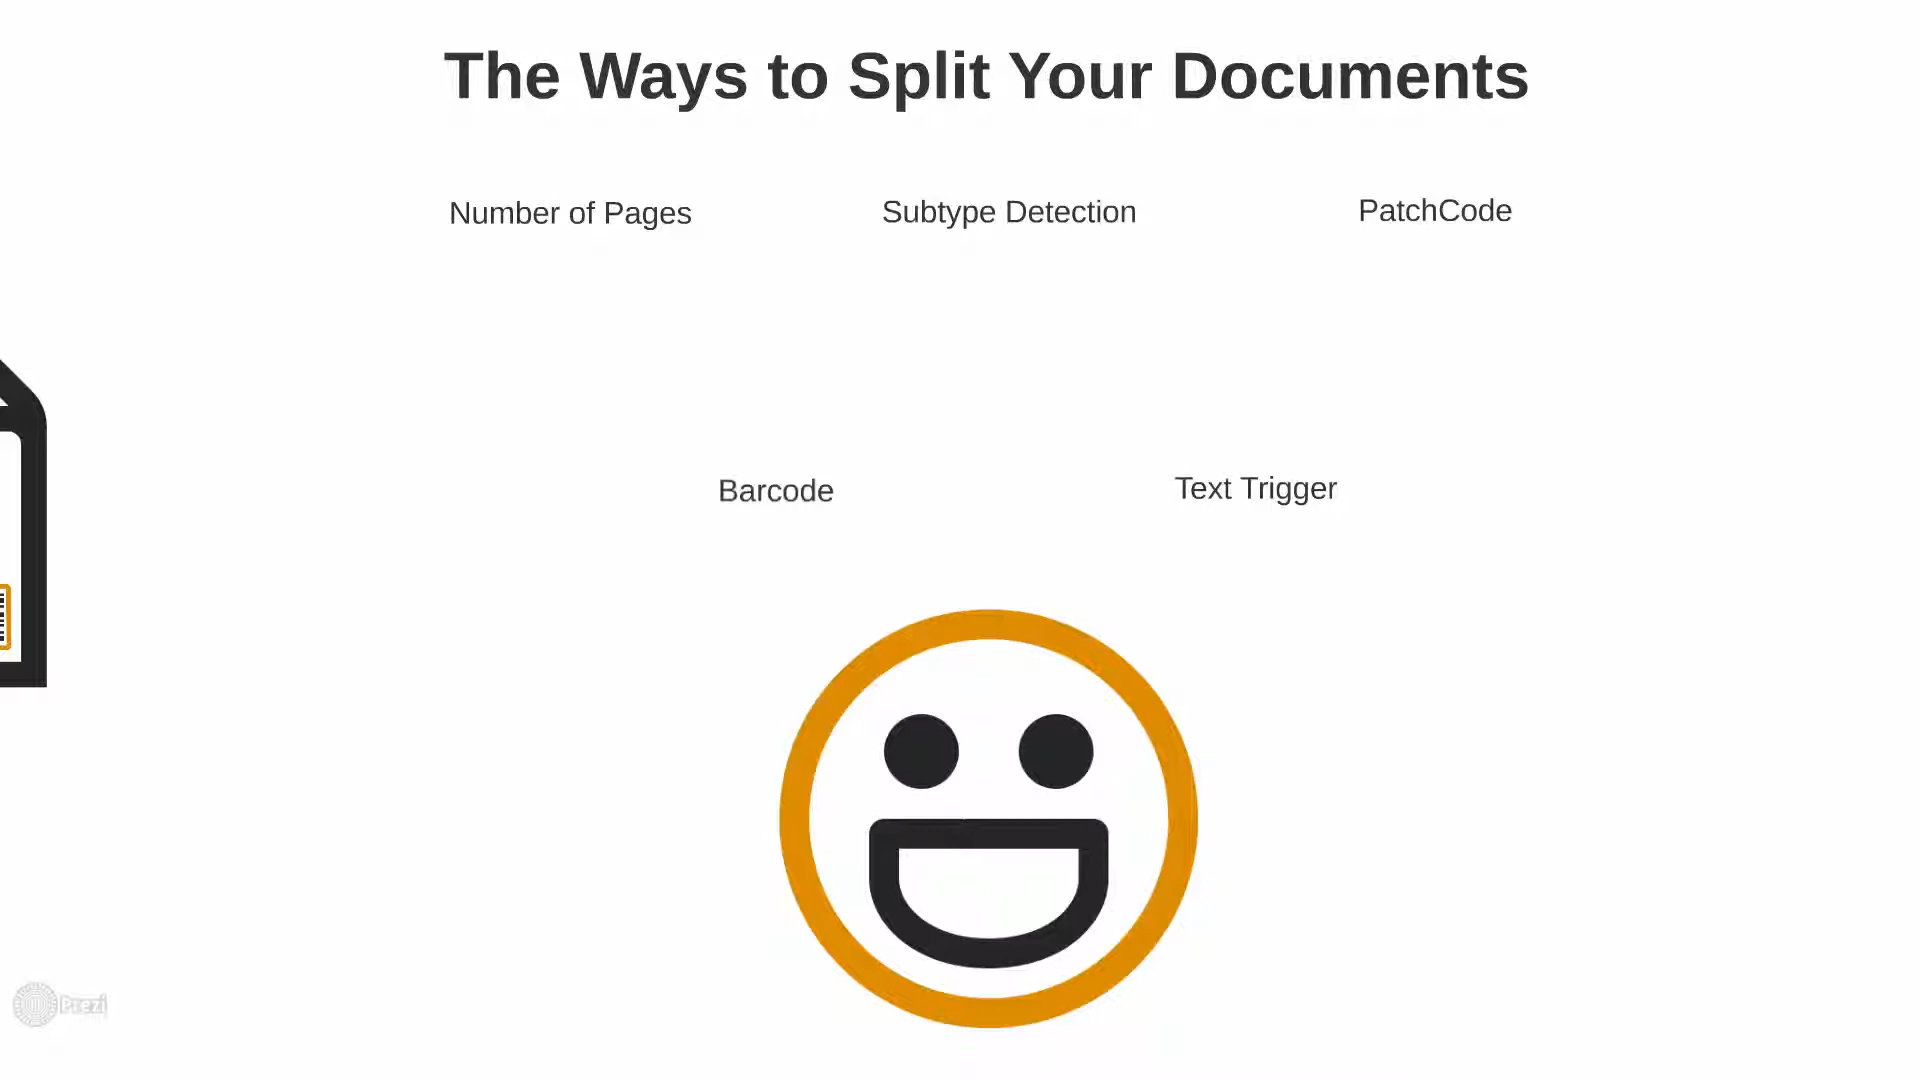 The Ways to Split Your Documents
Number of Pages
Subtype Detection
PatchCode
Barcode
Text Trigger
Prezi